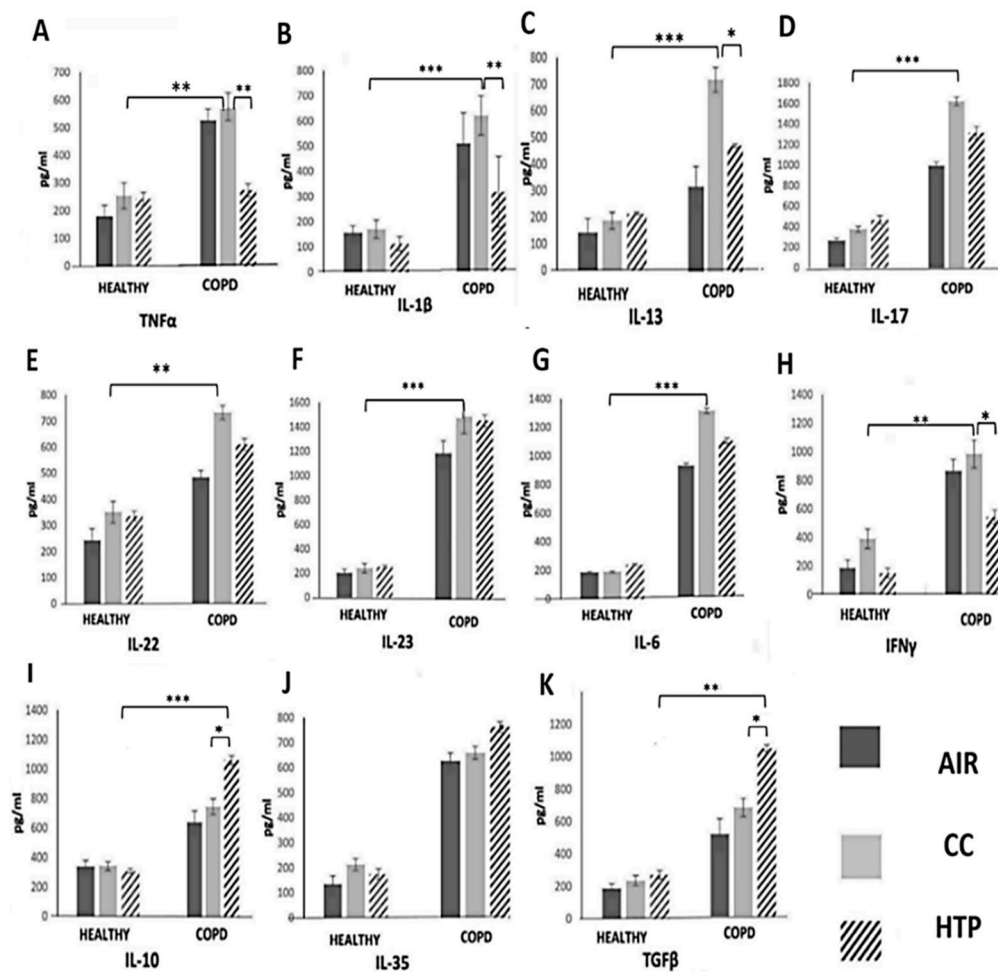 A
**
**
pg/ml
700
600
500
400
300
200
100
0
HEALTHY COPD
TNFα
B
***
**
pg/ml
800
700
600
500
400
300
200
100
0
HEALTHY COPD
IL-1β
C
***
*
pg/ml
800
700
600
500
400
300
200
100
0
HEALTHY COPD
IL-13
D
***
pg/ml
1800
1600
1400
1200
1000
800
600
400
200
0
HEALTHY COPD
IL-17
E
**
pg/ml
800
700
600
500
400
300
200
100
0
HEALTHY COPD
IL-22
F
***
pg/ml
1600
1400
1200
1000
800
600
400
200
0
HEALTHY COPD
IL-23
G
***
pg/ml
1400
1200
1000
800
600
400
200
0
HEALTHY COPD
IL-6
H
**
*
pg/ml
1200
1000
800
600
400
200
0
HEALTHY COPD
IFNγ
I
***
*
pg/ml
1400
1200
1000
800
600
400
200
0
HEALTHY COPD
IL-10
J
pg/ml
800
700
600
500
400
300
200
100
0
HEALTHY COPD
IL-35
K
**
*
pg/ml
1200
1000
800
600
400
200
0
HEALTHY COPD
TGFβ
AIR
CC
HTP